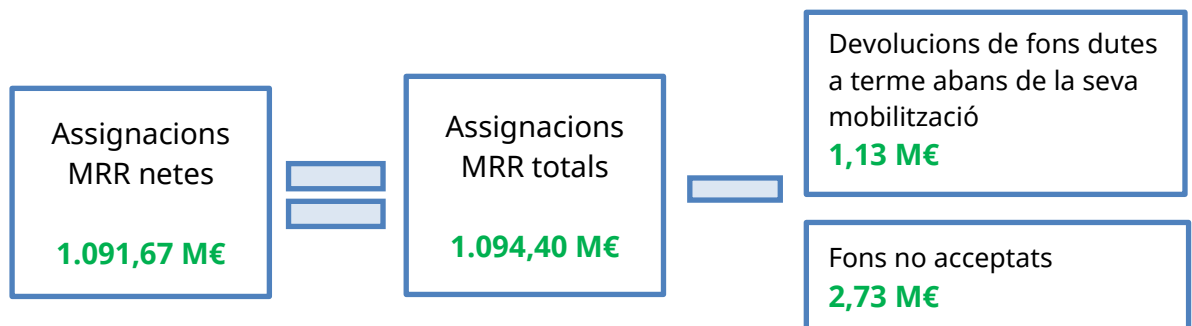 Assignacions
MRR netes
1.091,67 M€
Assignacions
MRR totals
1.094,40 M€
Devolucions de fons dutes
a terme abans de la seva
mobilització
1,13 M€
Fons no acceptats
2,73 M€